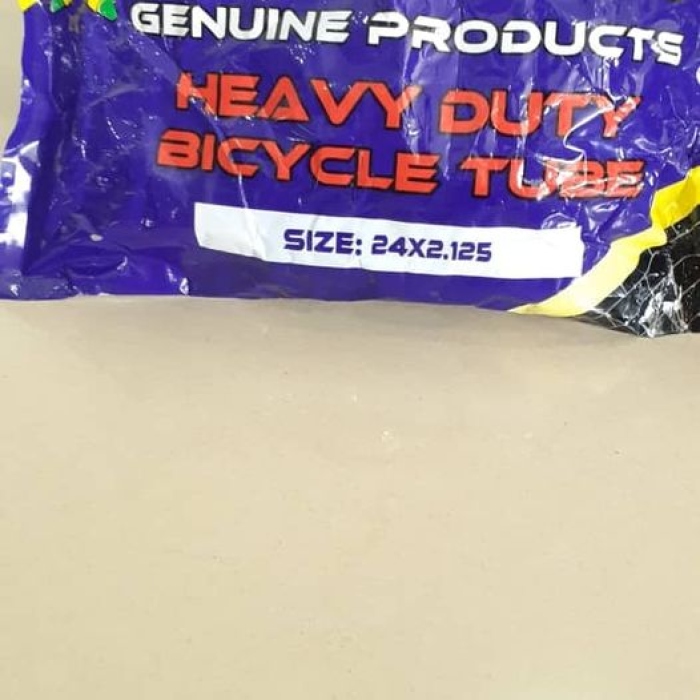 GENUINE PRODUCTS
HEAVY DUTY
BICYCLE TUBE
SIZE: 24X2.125